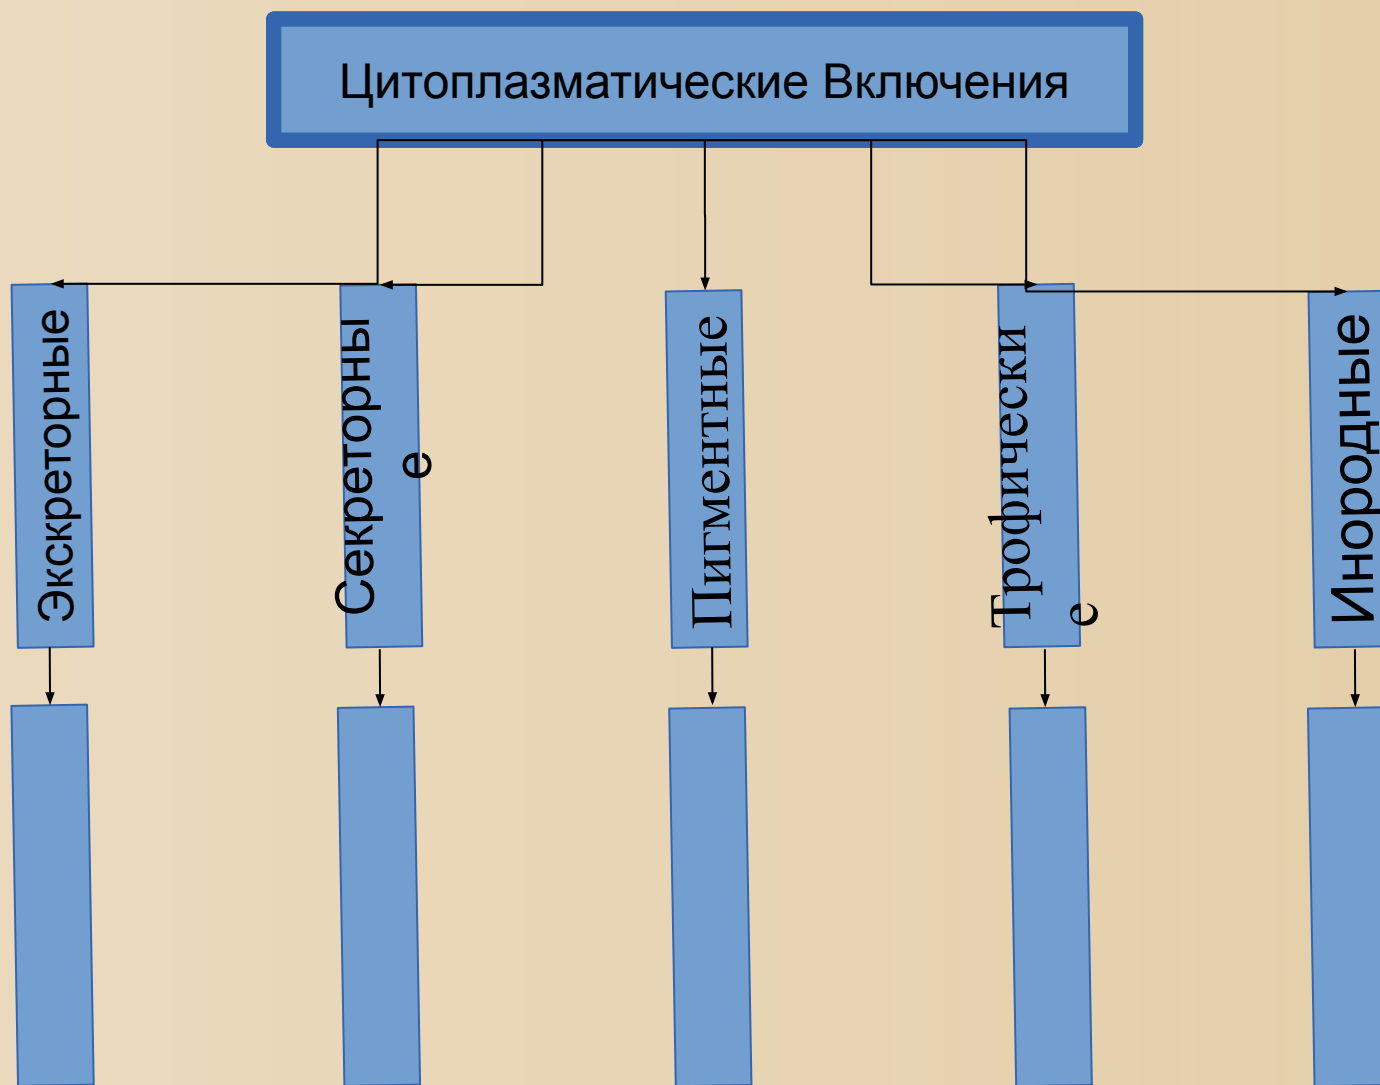 Цитоплазматические Включения
Экскреторные
Секреторны
е
Пигментные
Трофически
е
Инородные